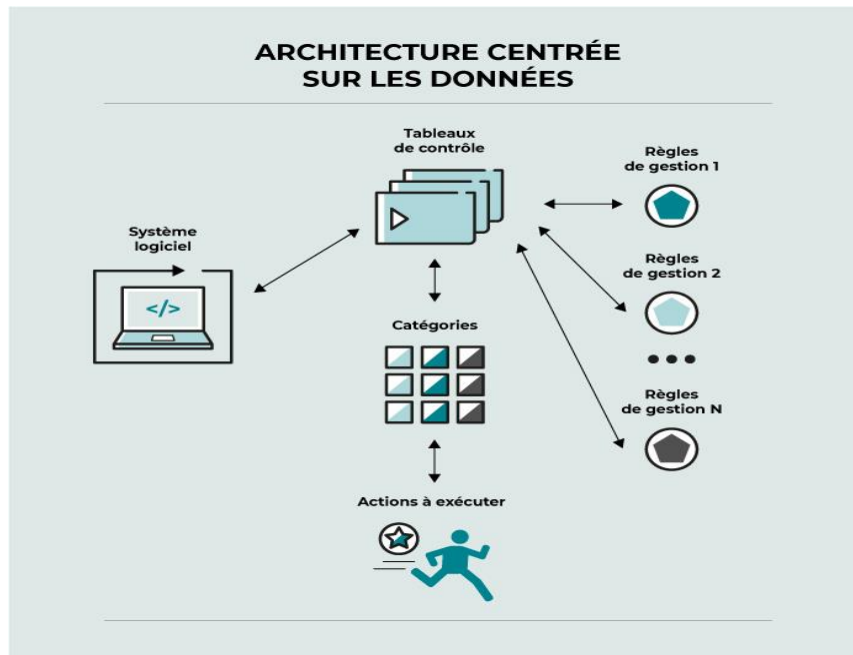 ARCHITECTURE CENTRÉE
SUR LES DONNÉES
Tableaux
de contrôle
Règles
de gestion 1
Système
logiciel
</>
Règles
de gestion 2
Catégories
Règles
de gestion N
Actions à exécuter